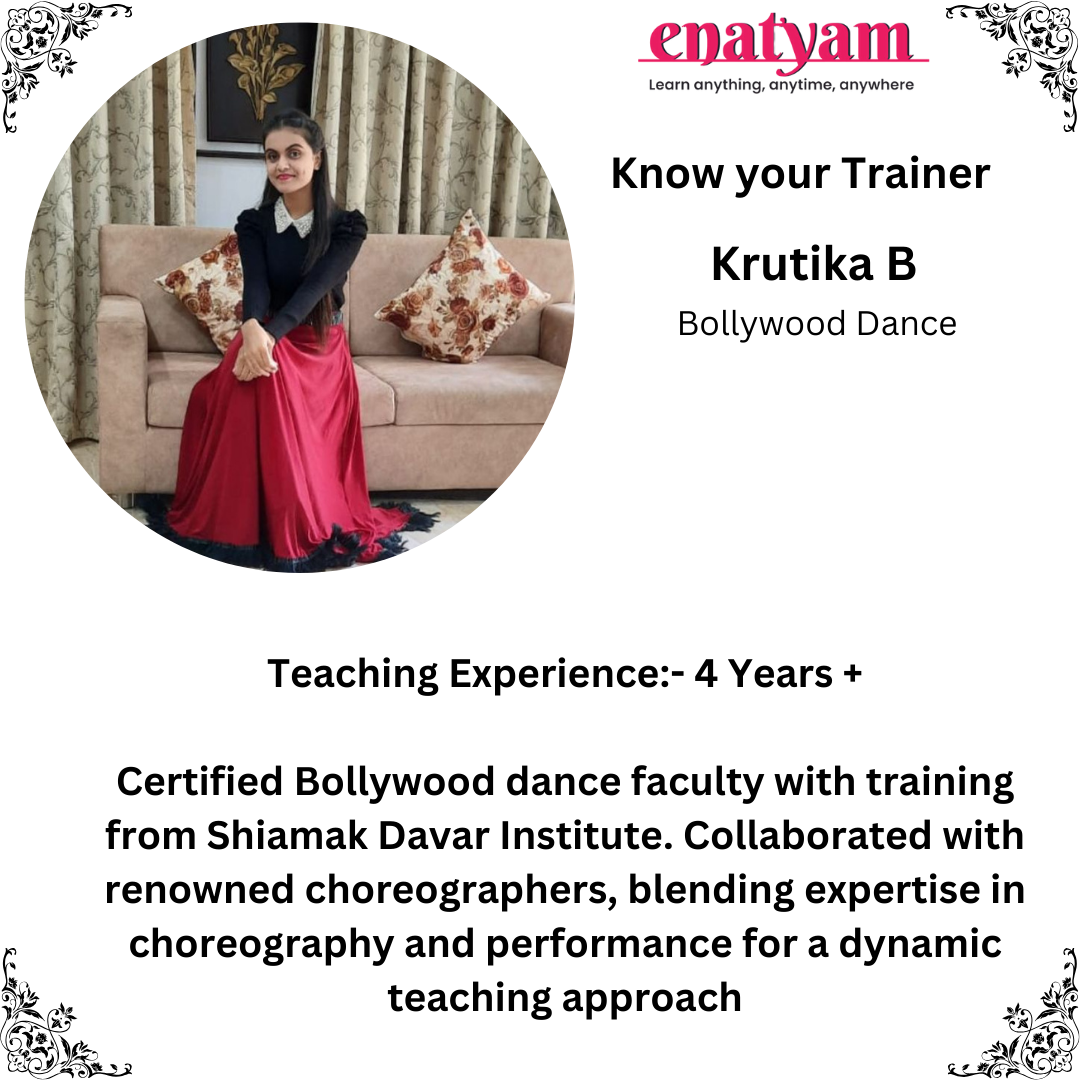 enatyam
Learn anything, anytime, anywhere
Know your Trainer
Krutika B
Bollywood Dance
Teaching Experience:- 4 Years +
Certified Bollywood dance faculty with training
from Shiamak Davar Institute. Collaborated with
renowned choreographers, blending expertise in
choreography and performance for a dynamic
teaching approach